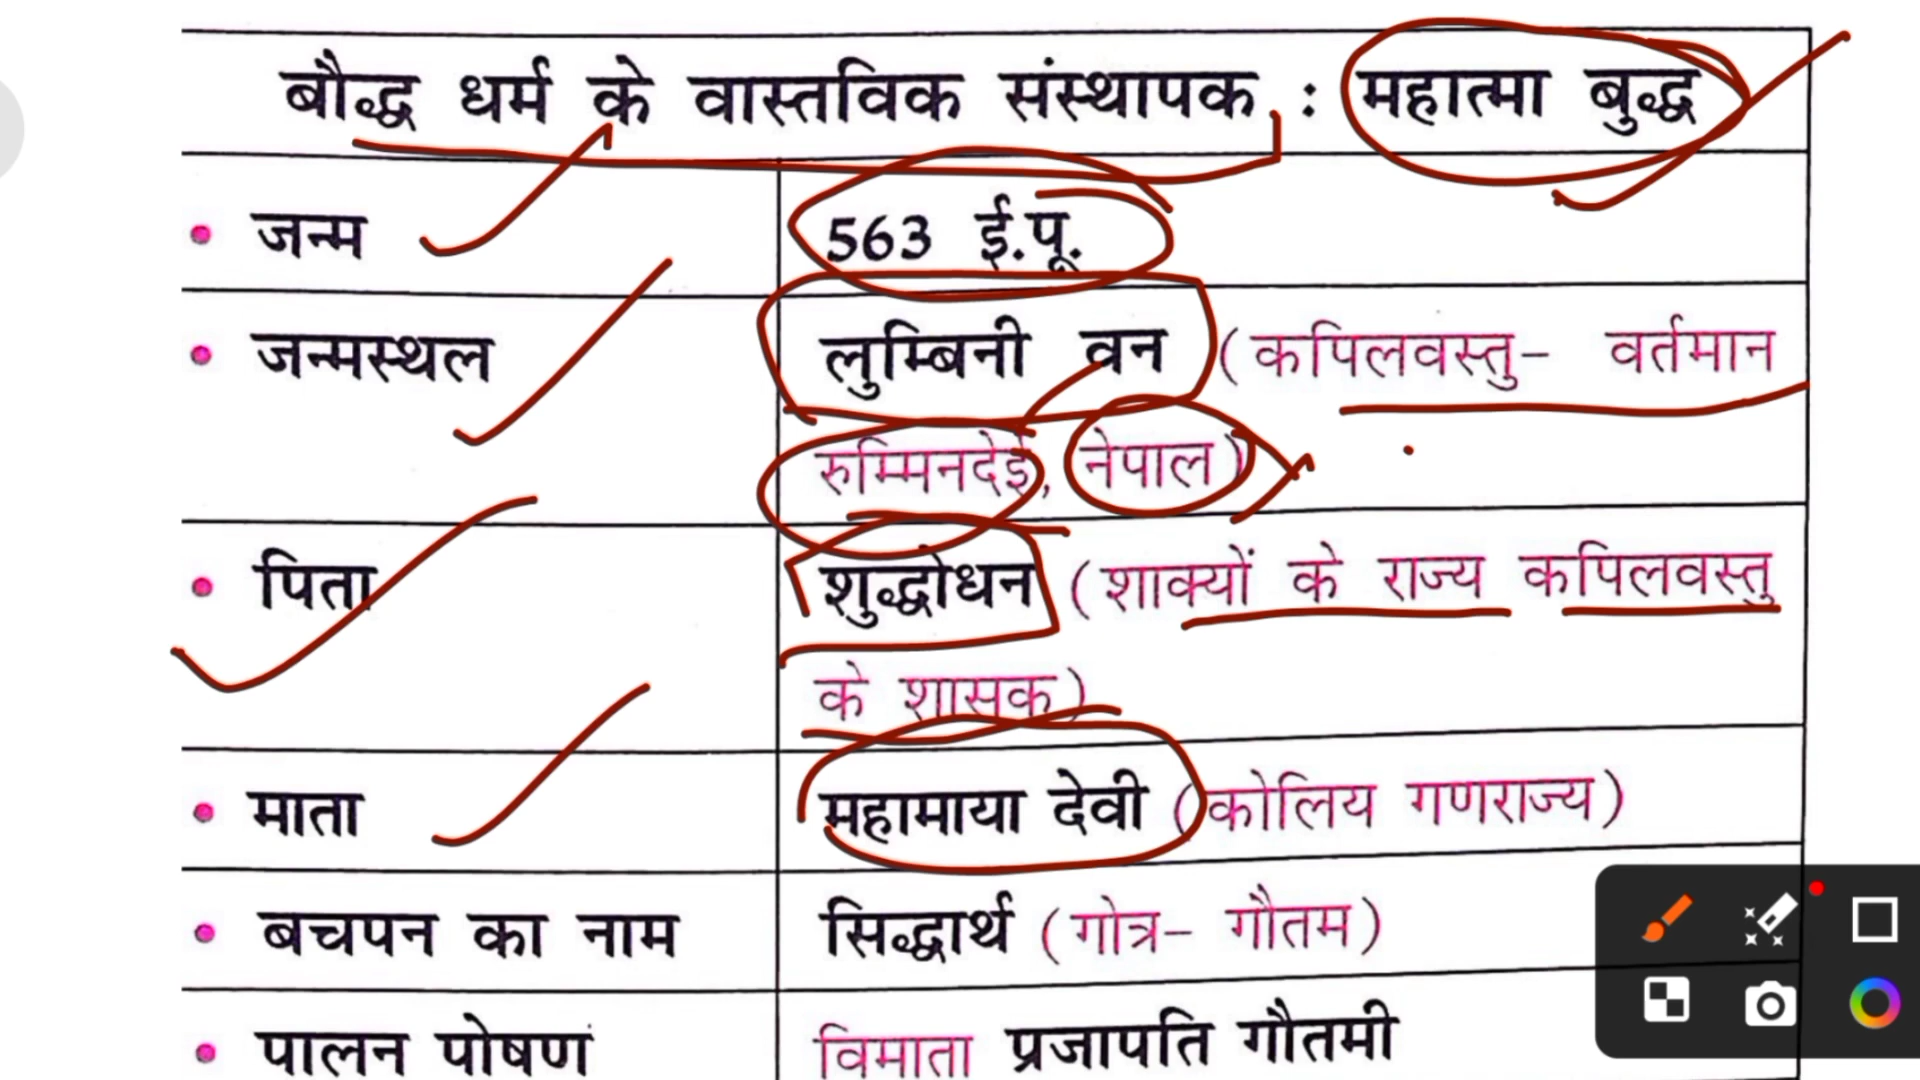 बौद्ध धर्म के वास्तविक संस्थापक : महात्मा बुद्ध
• जन्म 563 ई.पू.
• जन्मस्थल लुम्बिनी वन (कपिलवस्तु- वर्तमान
रुम्मिनदेई, नेपाल)
• पिता शुद्धोधन (शाक्यों के राज्य कपिलवस्तु
के शासक)
• माता महामाया देवी (कोलिय गणराज्य)
• बचपन का नाम सिद्धार्थ (गोत्र- गौतम)
• पालन पोषण विमाता प्रजापति गौतमी